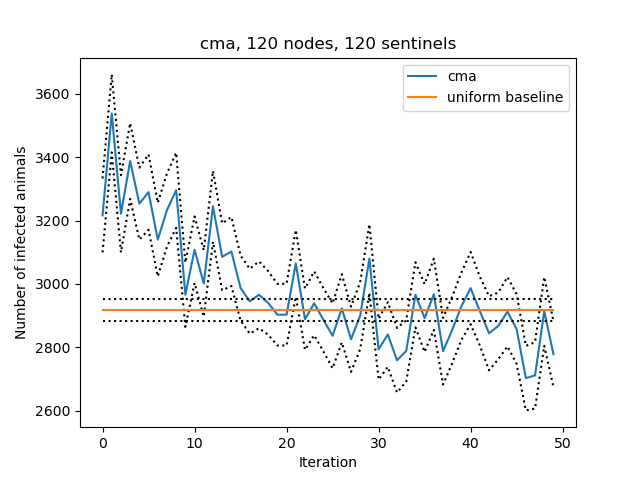 cma, 120 nodes, 120 sentinels
cma
uniform baseline
Number of infected animals
3600
3400
3200
3000
2800
2600
0
10
20
30
40
50
Iteration